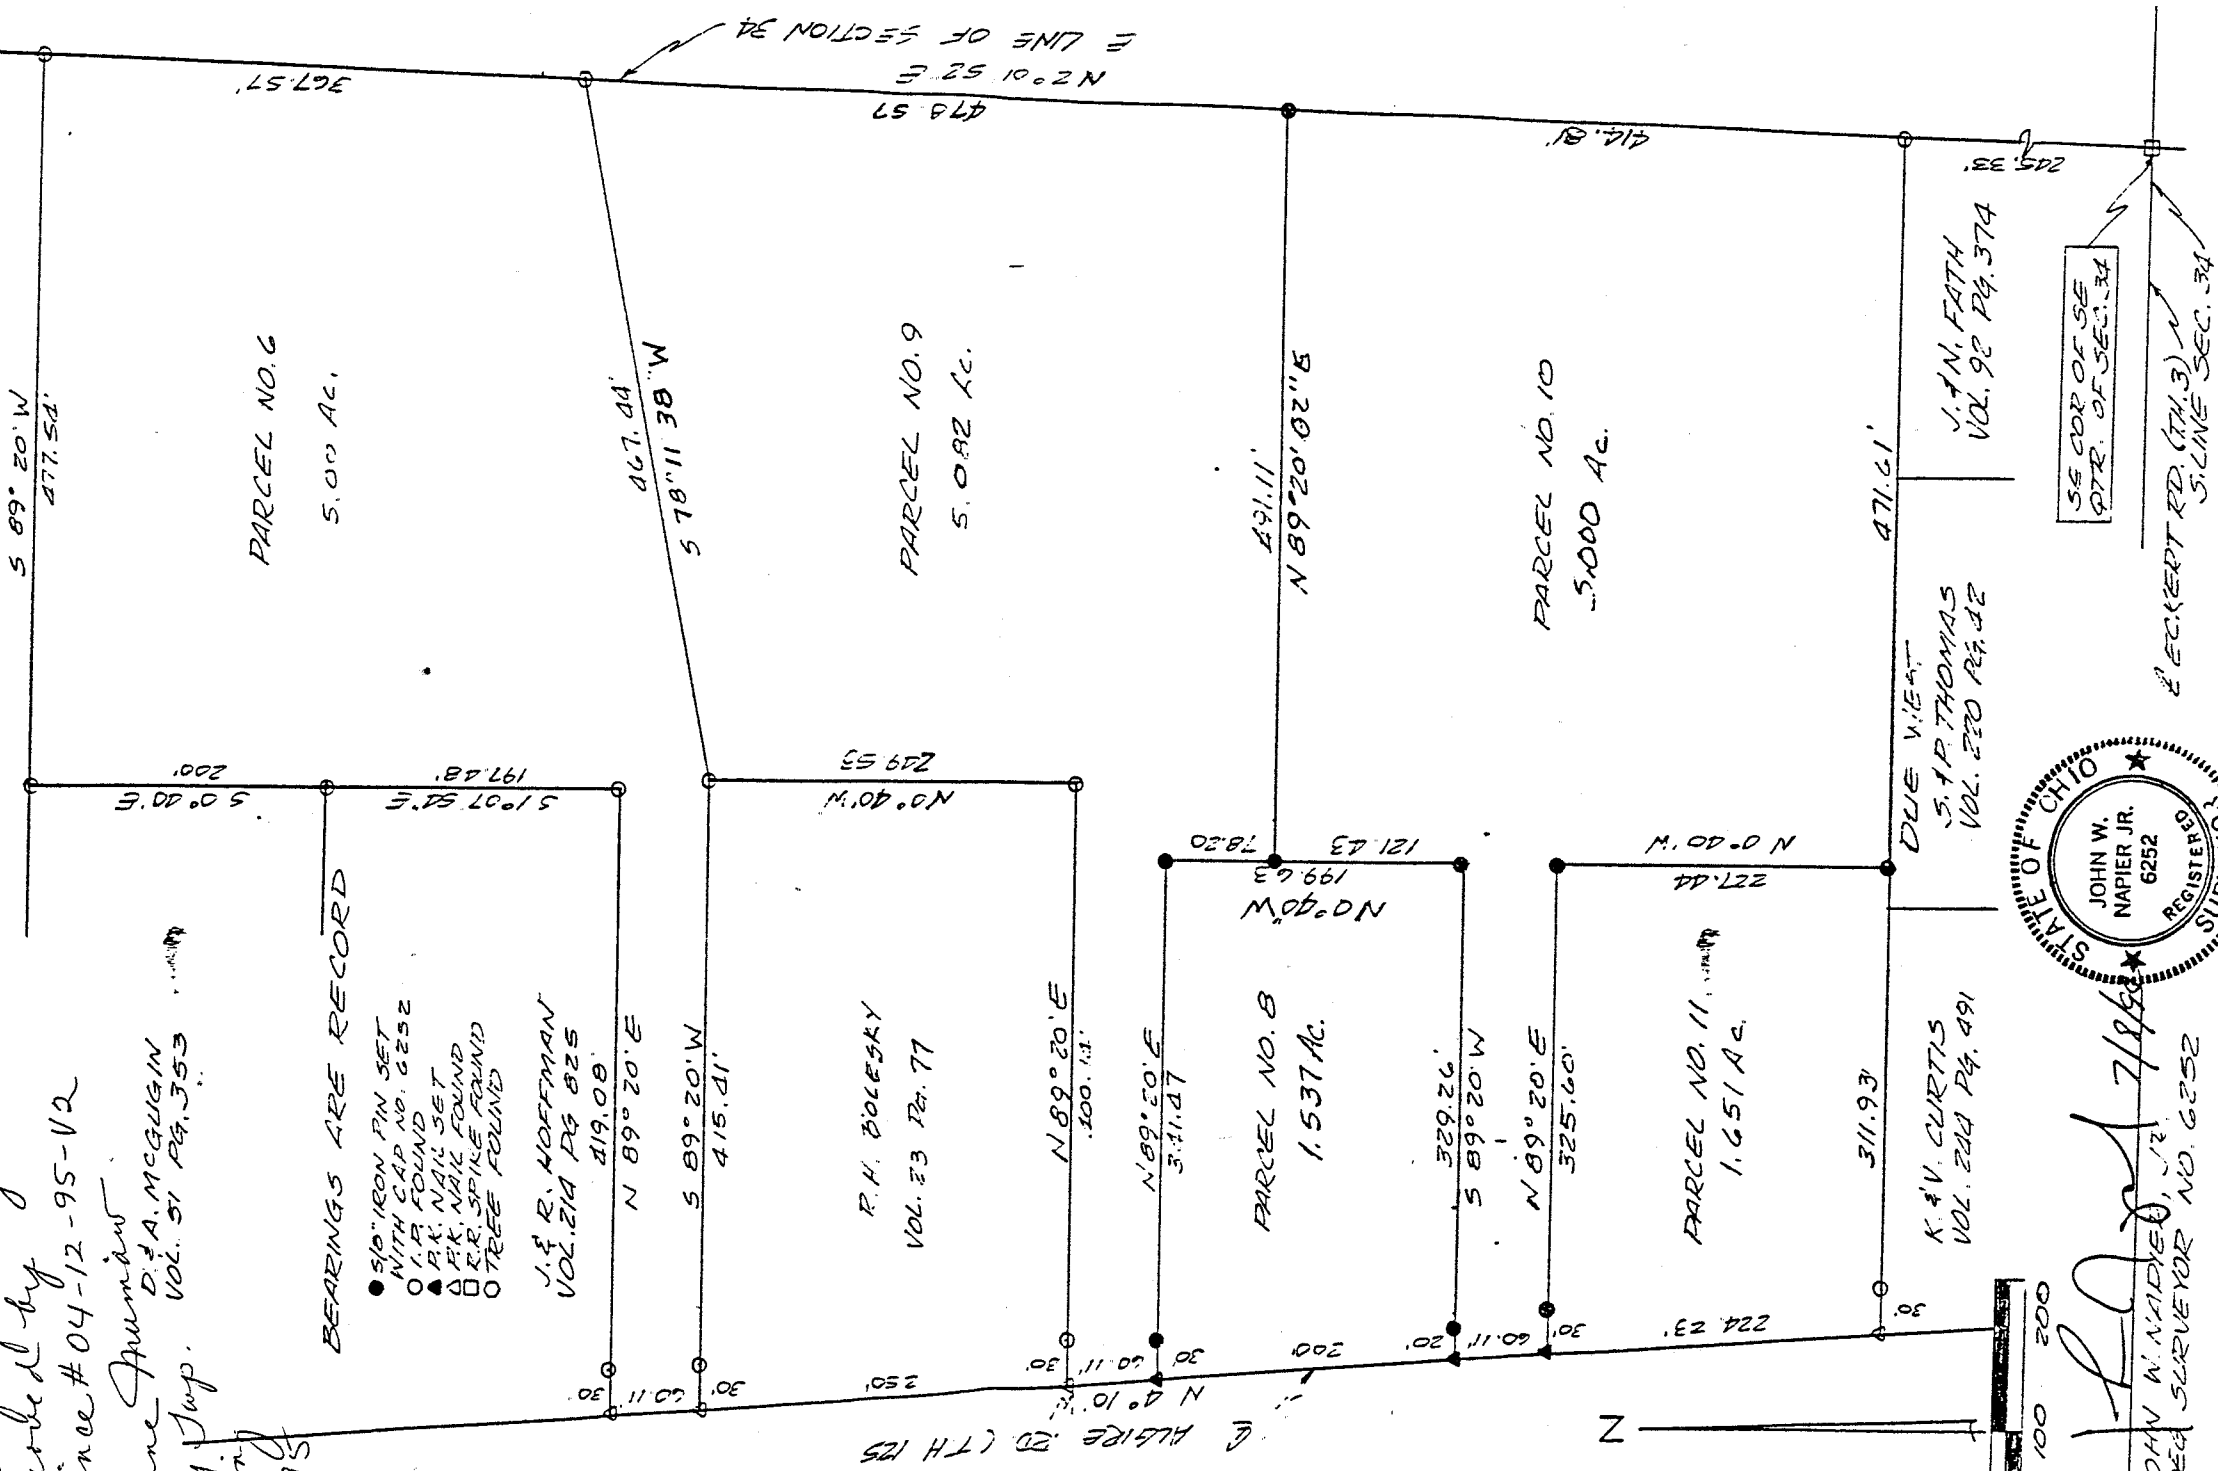 S 89° 20' W
477.54'
367.57'
E LINE OF SECTION 34
N 2° 01 52 E
478 57
414.81'
245.33'
PARCEL NO. 6
5.00 Ac.
467.44'
S 78° 11 38" W
PARCEL NO. 9
5.082 Ac.
491.11'
N 89° 20' 02" E
PARCEL NO. 10
5.000 Ac.
471.61'
J. & N. FATH
VOL. 92 PG. 374
SE COR OF SE
QTR. OF SEC. 34
ECKERT RD. (TH.3)
S. LINE SEC. 34
DUE WEST
S. & P. THOMAS
VOL. 220 PG. 42
200'
S 0° 40' E
197.48'
S 1° 07 54" E
249.53
N 0° 40' W
78.20
121.43
199.63
N 0° 40' W
N 0° 40' W
227.44
by
#04-12-95-V2
Twp.
D. & A. MCGUGIN
VOL. 51 PG. 353
BEARINGS ARE RECORD
5/8" IRON PIN SET
WITH CAP NO. 6252
I.P. FOUND
P.K. NAIL SET
P.K. NAIL FOUND
R.R. SPIKE FOUND
TREE FOUND
J. & R. HOFFMAN
VOL. 214 PG 825
419.08'
N 89° 20' E
S 89° 20' W
415.41'
R. H. BOLESKY
VOL. 33 PG. 77
N 89° 20' E
N 89° 20' E
311.47
PARCEL NO. 8
1.537 Ac.
329.26'
S 89° 20' W
N 89° 20' E
325.60'
PARCEL NO. 11
1.651 Ac.
311.93'
K. & V. CURTIS
VOL. 244 PG. 491
30'
60.11'
30'
250'
30'
60.11'
30'
200'
20'
60.11'
30'
224.23'
30'
N 4° 10' W
ALGIRE RD (TH 125
N
100 200
STATE OF OHIO
JOHN W.
NAPIER JR.
6252
REGISTERED
JOHN W. NAPIER, JR.
REG SURVEYOR NO. 6252